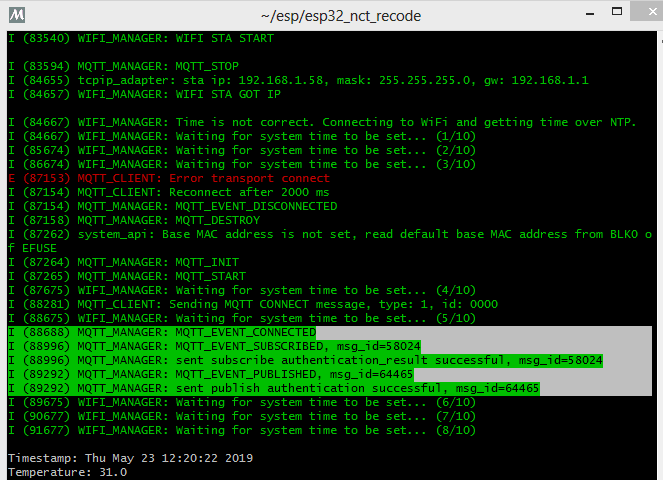 ~/esp/esp32_nct_recode
I (83540) WIFI_MANAGER: WIFI STA START
I (83594) MQTT_MANAGER: MQTT_STOP
I (84655) tcpip_adapter: sta ip: 192.168.1.58, mask: 255.255.255.0, gw: 192.168.1.1
I (84657) WIFI_MANAGER: WIFI STA GOT IP
I (84667) WIFI_MANAGER: Time is not correct. Connecting to WiFi and getting time over NTP.
I (84667) WIFI_MANAGER: Waiting for system time to be set... (1/10)
I (85674) WIFI_MANAGER: Waiting for system time to be set... (2/10)
I (86674) WIFI_MANAGER: Waiting for system time to be set... (3/10)
E (87153) MQTT_CLIENT: Error transport connect
I (87154) MQTT_CLIENT: Reconnect after 2000 ms
I (87154) MQTT_MANAGER: MQTT_EVENT_DISCONNECTED
I (87158) MQTT_MANAGER: MQTT_DESTROY
I (87262) system_api: Base MAC address is not set, read default base MAC address from BLK0 o
f EFUSE
I (87264) MQTT_MANAGER: MQTT_INIT
I (87265) MQTT_MANAGER: MQTT_START
I (87675) WIFI_MANAGER: Waiting for system time to be set... (4/10)
I (88281) MQTT_CLIENT: Sending MQTT CONNECT message, type: 1, id: 0000
I (88675) WIFI_MANAGER: Waiting for system time to be set... (5/10)
I (88688) MQTT_MANAGER: MQTT_EVENT_CONNECTED
I (88996) MQTT_MANAGER: MQTT_EVENT_SUBSCRIBED, msg_id=58024
I (88996) MQTT_MANAGER: sent subscribe authentication_result successful, msg_id=58024
I (89292) MQTT_MANAGER: MQTT_EVENT_PUBLISHED, msg_id=64465
I (89292) MQTT_MANAGER: sent publish authentication successful, msg_id=64465
I (89675) WIFI_MANAGER: Waiting for system time to be set... (6/10)
I (90677) WIFI_MANAGER: Waiting for system time to be set... (7/10)
I (91677) WIFI_MANAGER: Waiting for system time to be set... (8/10)
Timestamp: Thu May 23 12:20:22 2019
Temperature: 31.0